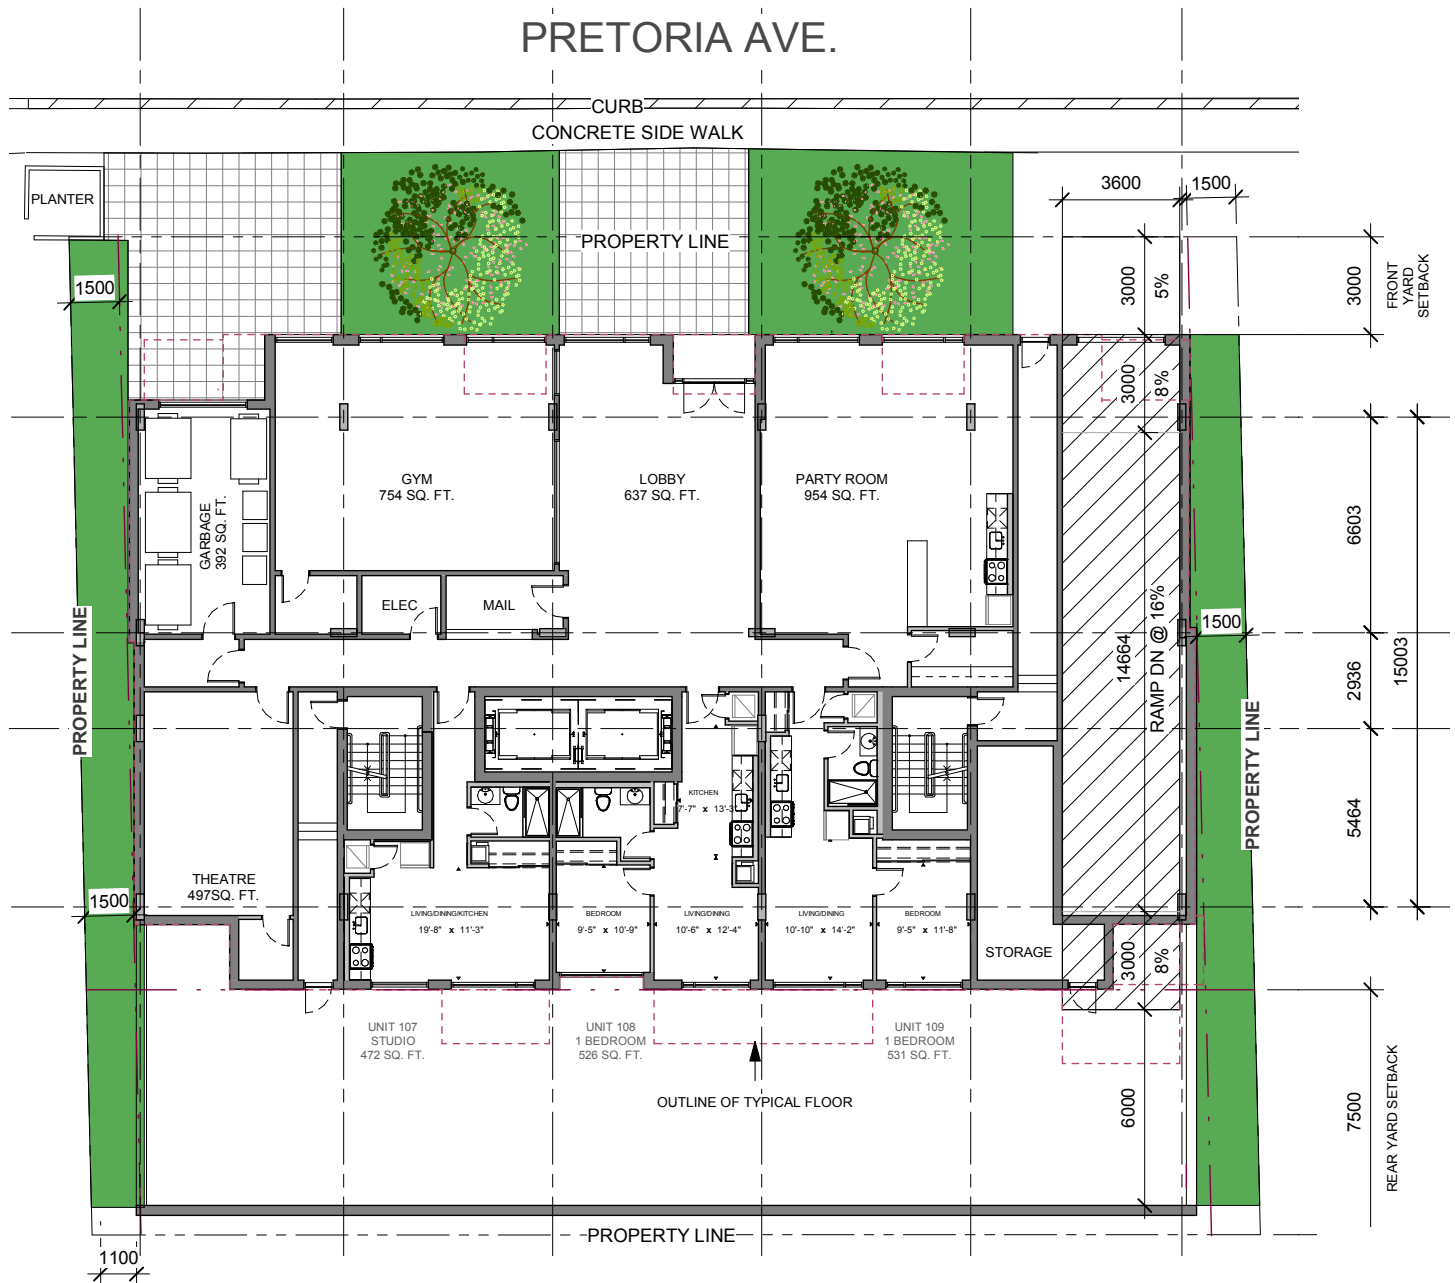 PRETORIA AVE.
CURB
CONCRETE SIDE WALK
PLANTER
3600
1500
PROPERTY LINE
1500
3000
5%
3000
FRONT
YARD
SETBACK
3000
8%
GYM
754 SQ. FT.
LOBBY
637 SQ. FT.
PARTY ROOM
954 SQ. FT.
GARBAGE
392 SQ. FT.
6603
ELEC
MAIL
PROPERTY LINE
14664
RAMP DN @ 16%
1500
2936
15003
PROPERTY LINE
KITCHEN
7'-7" x 13'-3"
5464
THEATRE
497SQ. FT.
1500
LIVING/DINING/KITCHEN
19'-8" x 11'-3"
BEDROOM
9'-5" x 10'-9"
LIVING/DINING
10'-6" x 12'-4"
LIVING/DINING
10'-10" x 14'-2"
BEDROOM
9'-5" x 11'-8"
STORAGE
3000
8%
UNIT 107
STUDIO
472 SQ. FT.
UNIT 108
1 BEDROOM
526 SQ. FT.
UNIT 109
1 BEDROOM
531 SQ. FT.
OUTLINE OF TYPICAL FLOOR
6000
7500
REAR YARD SETBACK
PROPERTY LINE
1100